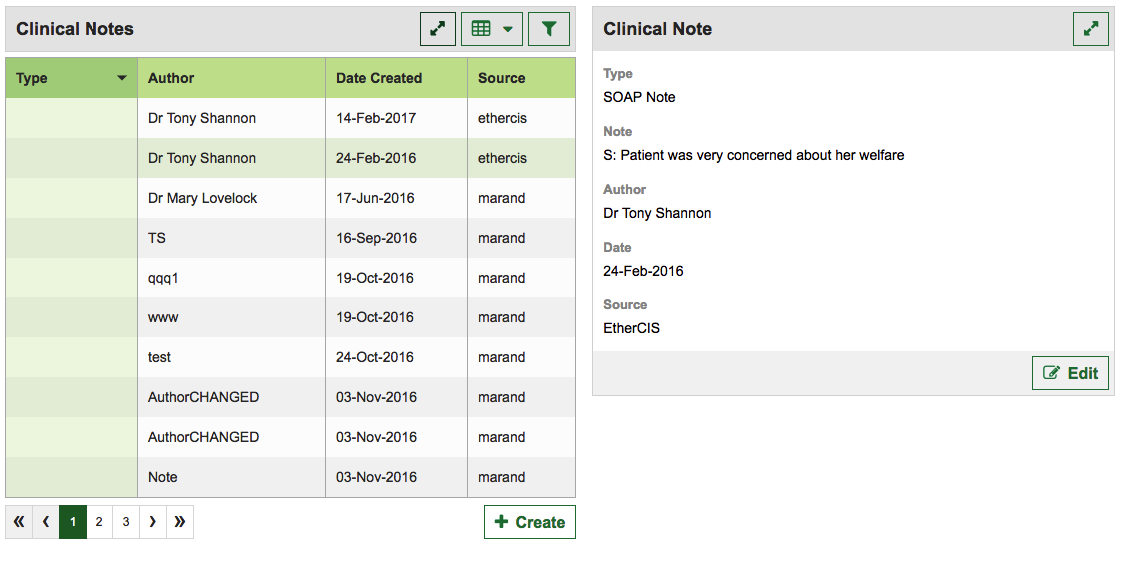 Clinical Notes
Type Author Date Created Source
Dr Tony Shannon 14-Feb-2017 ethercis
Dr Tony Shannon 24-Feb-2016 ethercis
Dr Mary Lovelock 17-Jun-2016 marand
TS 16-Sep-2016 marand
qqq1 19-Oct-2016 marand
www 19-Oct-2016 marand
test 24-Oct-2016 marand
AuthorCHANGED 03-Nov-2016 marand
AuthorCHANGED 03-Nov-2016 marand
Note 03-Nov-2016 marand
« ‹ 1 2 3 › »
+ Create
Clinical Note
Type
SOAP Note
Note
S: Patient was very concerned about her welfare
Author
Dr Tony Shannon
Date
24-Feb-2016
Source
EtherCIS
Edit